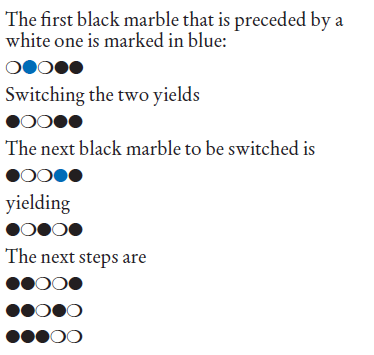 The first black marble that is preceded by a
white one is marked in blue:
Switching the two yields
The next black marble to be switched is
yielding
The next steps are